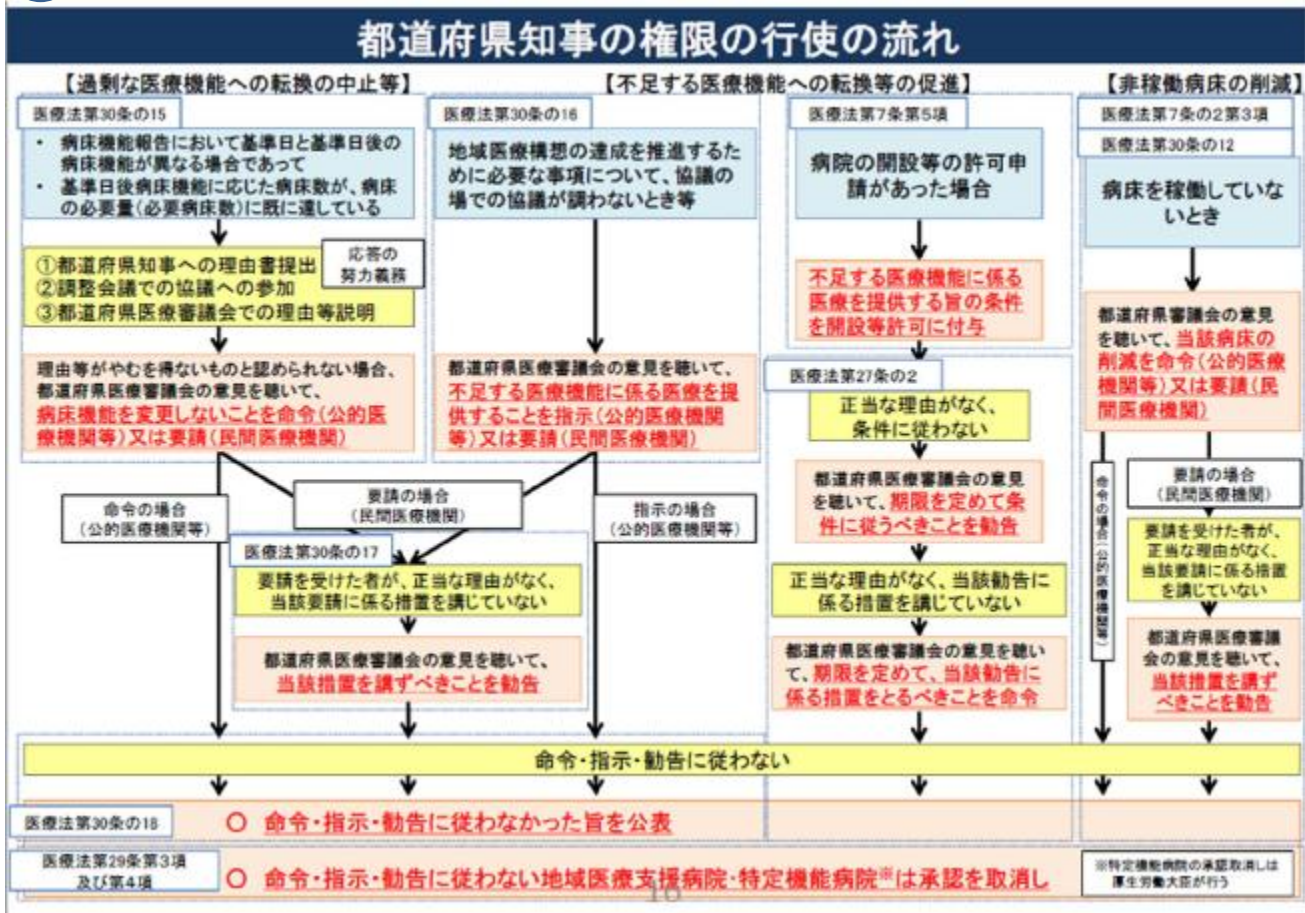 都道府県知事の権限の行使の流れ
【過剰な医療機能への転換の中止等】
医療法第30条の15
・ 病床機能報告において基準日と基準日後の
病床機能が異なる場合であって
・ 基準日後病床機能に応じた病床数が、病床
の必要量(必要病床数)に既に達している
①都道府県知事への理由書提出
②調整会議での協議への参加
③都道府県医療審議会での理由等説明
応答の
努力義務
理由等がやむを得ないものと認められない場合、
都道府県医療審議会の意見を聴いて、
病床機能を変更しないことを命令(公的医
療機関等)又は要請(民間医療機関)
【不足する医療機能への転換等の促進】
医療法第30条の16
地域医療構想の達成を推進するた
めに必要な事項について、協議の
場での協議が調わないとき等
都道府県医療審議会の意見を聴いて、
不足する医療機能に係る医療を提
供することを指示(公的医療機関
等)又は要請(民間医療機関)
命令の場合
(公的医療機関等)
要請の場合
(民間医療機関)
指示の場合
(公的医療機関等)
医療法第30条の17
要請を受けた者が、正当な理由がなく、
当該要請に係る措置を講じていない
都道府県医療審議会の意見を聴いて、
当該措置を講ずべきことを勧告
医療法第7条第5項
病院の開設等の許可申
請があった場合
不足する医療機能に係る
医療を提供する旨の条件
を開設等許可に付与
医療法第27条の2
正当な理由がなく、
条件に従わない
都道府県医療審議会の意見
を聴いて、期限を定めて条
件に従うべきことを勧告
正当な理由がなく、当該勧告に
係る措置を講じていない
都道府県医療審議会の意見を聴い
て、期限を定めて、当該勧告に
係る措置をとるべきことを命令
【非稼働病床の削減】
医療法第7条の2第3項
医療法第30条の12
病床を稼働していな
いとき
都道府県審議会の意見
を聴いて、当該病床の
削減を命令(公的医療
機関等)又は要請(民
間医療機関)
命令の場合(公的医療機関等)
要請の場合
(民間医療機関)
要請を受けた者が、
正当な理由がなく、
当該要請に係る措置
を講じていない
都道府県医療審議
会の意見を聴いて、
当該措置を講ず
べきことを勧告
命令・指示・勧告に従わない
医療法第30条の18
○ 命令・指示・勧告に従わなかった旨を公表
医療法第29条第3項
及び第4項
○ 命令・指示・勧告に従わない地域医療支援病院・特定機能病院※は承認を取消し
※特定機能病院の承認取消しは
厚生労働大臣が行う
16